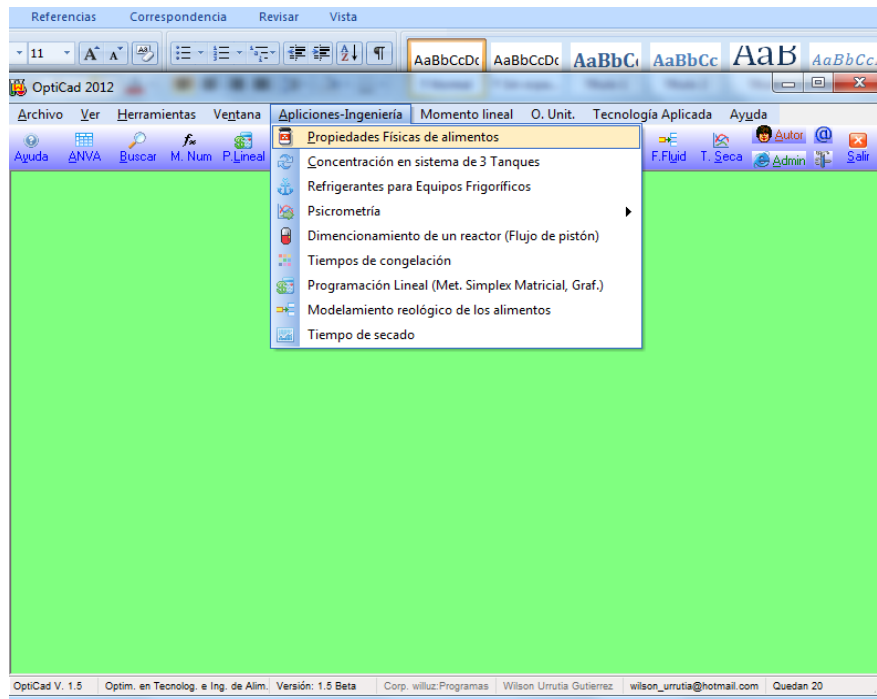 Referencias Correspondencia Revisar Vista
11 A A AaBbCcDc AaBbCcDc AaBbC AaBbCc AaB AaBbCc
OptiCad 2012
Archivo Ver Herramientas Ventana Apliciones-Ingeniería Momento lineal O. Unit. Tecnología Aplicada Ayuda
Ayuda ANVA Buscar M. Num P.Lineal F.Fluid T. Seca Autor Admin Salir
Propiedades Físicas de alimentos
Concentración en sistema de 3 Tanques
Refrigerantes para Equipos Frigoríficos
Psicrometría
Dimencionamiento de un reactor (Flujo de pistón)
Tiempos de congelación
Programación Lineal (Met. Simplex Matricial, Graf.)
Modelamiento reológico de los alimentos
Tiempo de secado
OptiCad V. 1.5 Optim. en Tecnolog. e Ing. de Alim. Versión: 1.5 Beta Corp. willuz:Programas Wilson Urrutia Gutierrez wilson_urrutia@hotmail.com Quedan 20